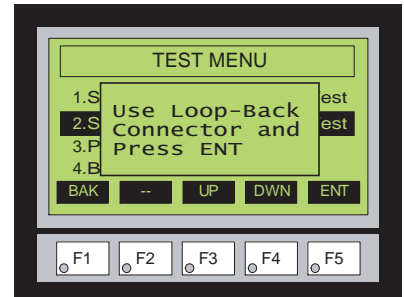 TEST MENU
1.S est
2.S est
3.P
4.B
Use Loop-Back
Connector and
Press ENT
BAK -- UP DWN ENT
F1 F2 F3 F4 F5